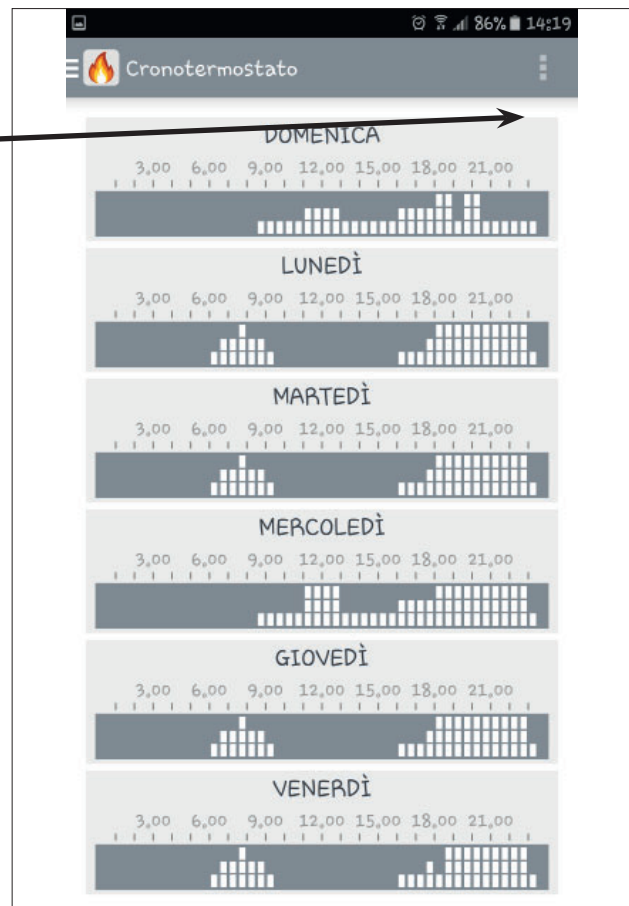 86% 14:19
Cronotermostato
DOMENICA
3,00 6,00 9,00 12,00 15,00 18,00 21,00
LUNEDÌ
3,00 6,00 9,00 12,00 15,00 18,00 21,00
MARTEDÌ
3,00 6,00 9,00 12,00 15,00 18,00 21,00
MERCOLEDÌ
3,00 6,00 9,00 12,00 15,00 18,00 21,00
GIOVEDÌ
3,00 6,00 9,00 12,00 15,00 18,00 21,00
VENERDÌ
3,00 6,00 9,00 12,00 15,00 18,00 21,00